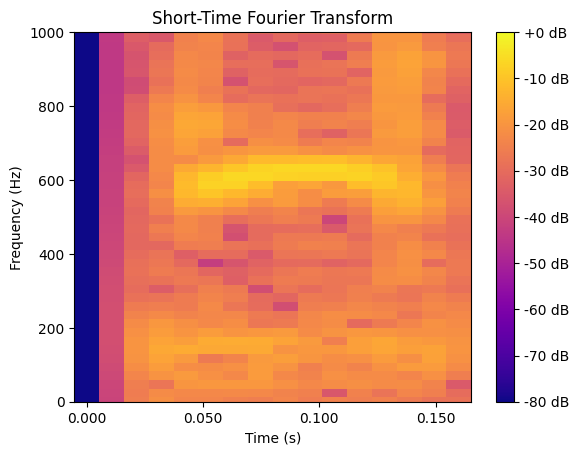 Short-Time Fourier Transform
1000
800
600
400
200
0
Frequency (Hz)
0.000
0.050
0.100
0.150
Time (s)
+0 dB
-10 dB
-20 dB
-30 dB
-40 dB
-50 dB
-60 dB
-70 dB
-80 dB